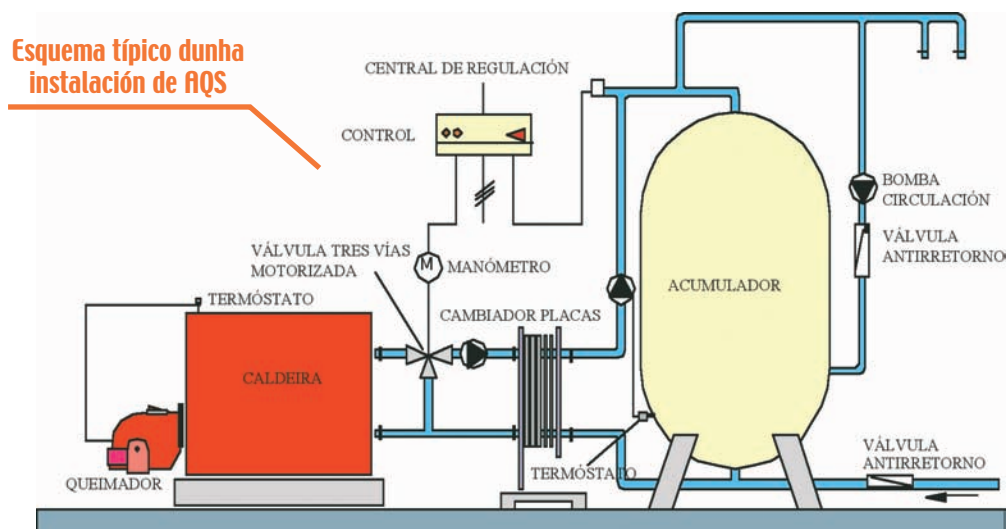 Esquema típico dunha
instalación de AQS
CENTRAL DE REGULACIÓN
CONTROL
BOMBA
CIRCULACIÓN
VÁLVULA TRES VÍAS
MOTORIZADA
M
MANÓMETRO
VÁLVULA
ANTIRRETORNO
ACUMULADOR
TERMÓSTATO
CAMBIADOR PLACAS
CALDEIRA
QUEIMADOR
TERMÓSTATO
VÁLVULA
ANTIRRETORNO